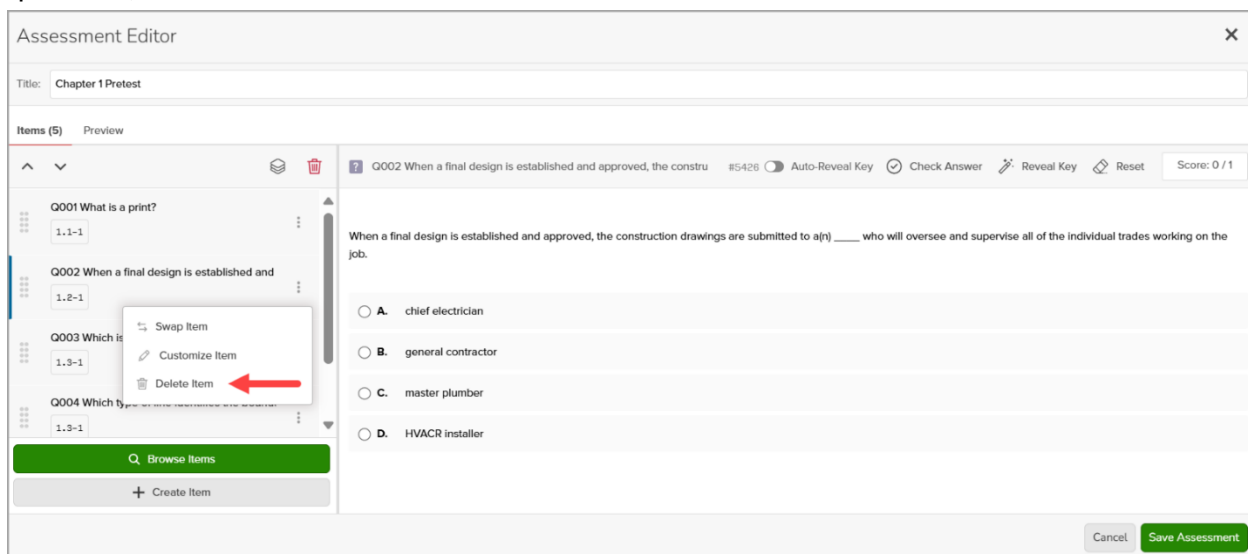 Assessment Editor
Title: Chapter 1 Pretest
Items (5) Preview
Q002 When a final design is established and approved, the constru #5426 Auto-Reveal Key Check Answer Reveal Key Reset Score: 0 / 1
Q001 What is a print?
1.1-1
Q002 When a final design is established and
1.2-1
Swap Item
Customize Item
Delete Item
Q003 Which is
1.3-1
Q004 Which
1.3-1
Browse Items
Create Item
When a final design is established and approved, the construction drawings are submitted to a(n) ____ who will oversee and supervise all of the individual trades working on the
job.
A. chief electrician
B. general contractor
C. master plumber
D. HVACR installer
Cancel Save Assessment